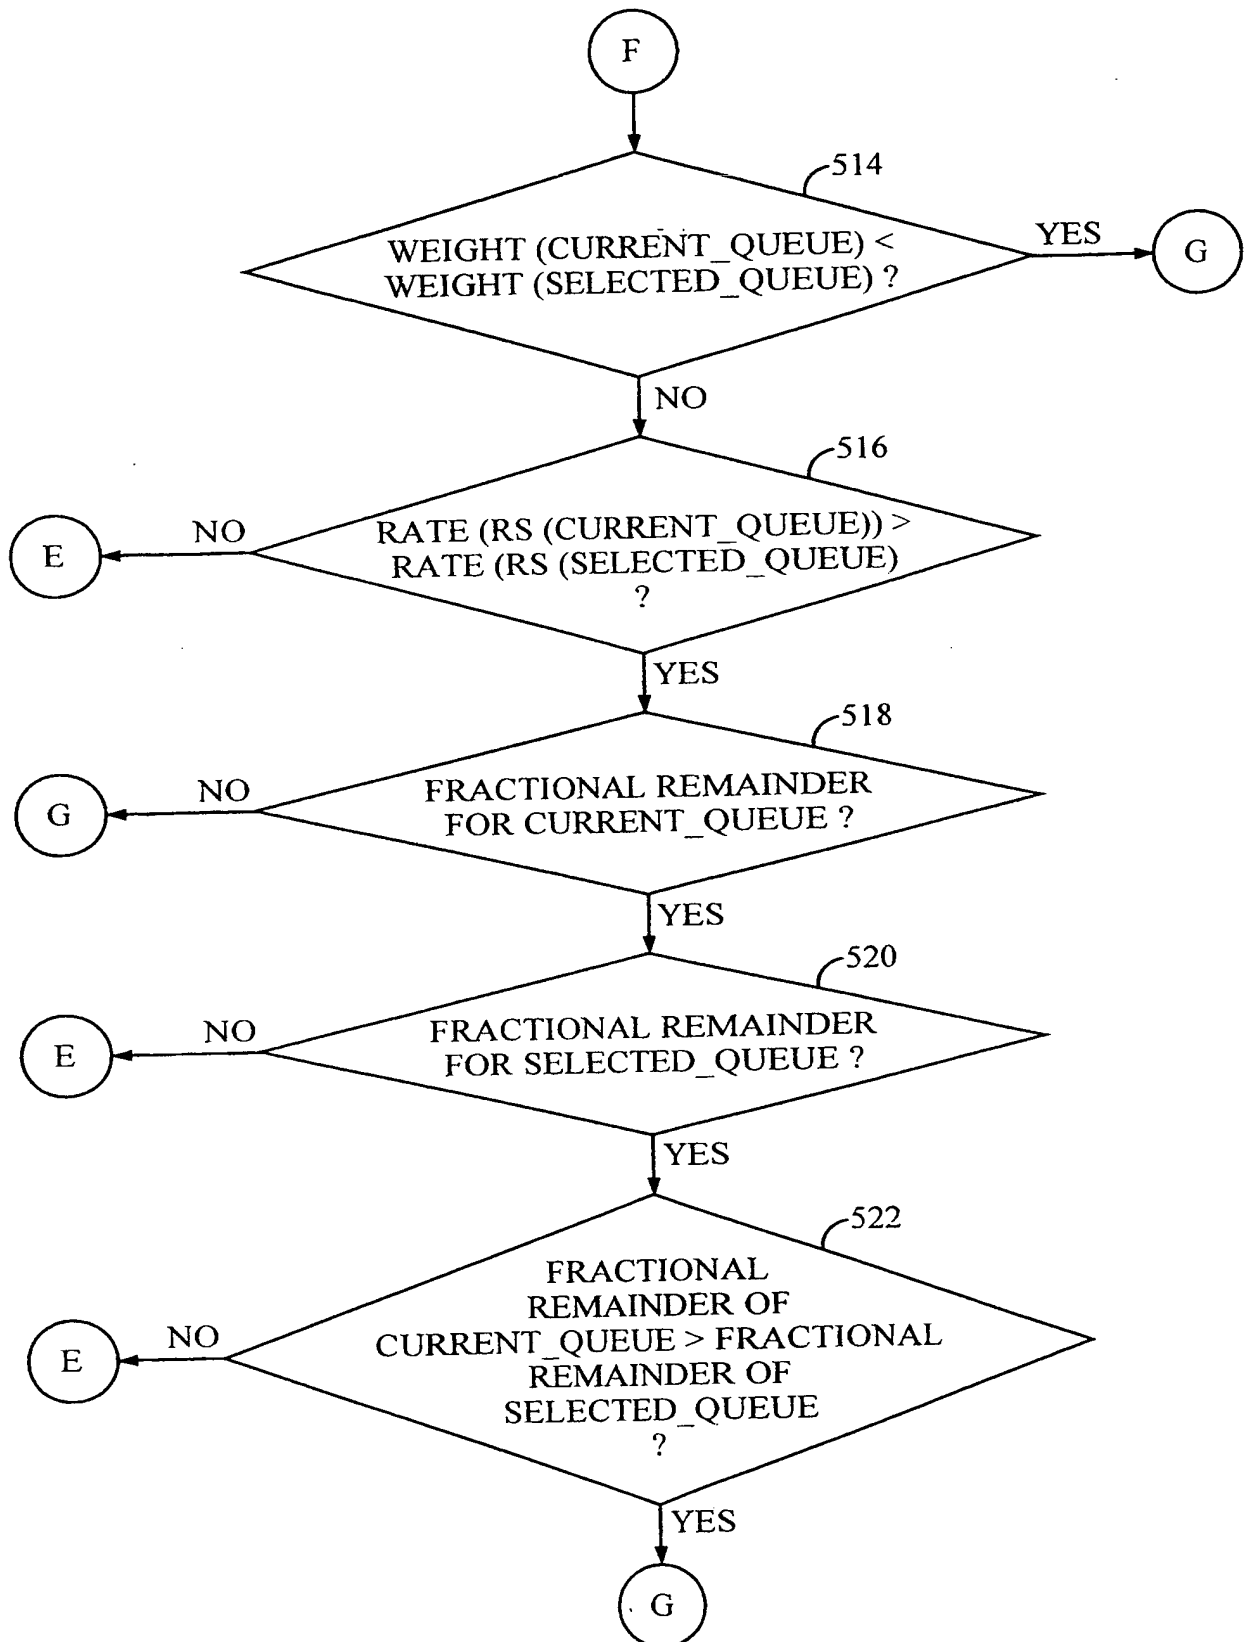 F
514
WEIGHT (CURRENT_QUEUE) <
WEIGHT (SELECTED_QUEUE) ?
YES
G
NO
516
RATE (RS (CURRENT_QUEUE)) >
RATE (RS (SELECTED_QUEUE)
?
NO
E
YES
518
FRACTIONAL REMAINDER
FOR CURRENT_QUEUE ?
NO
G
YES
520
FRACTIONAL REMAINDER
FOR SELECTED_QUEUE ?
NO
E
YES
522
FRACTIONAL
REMAINDER OF
CURRENT_QUEUE > FRACTIONAL
REMAINDER OF
SELECTED_QUEUE
?
NO
E
YES
G